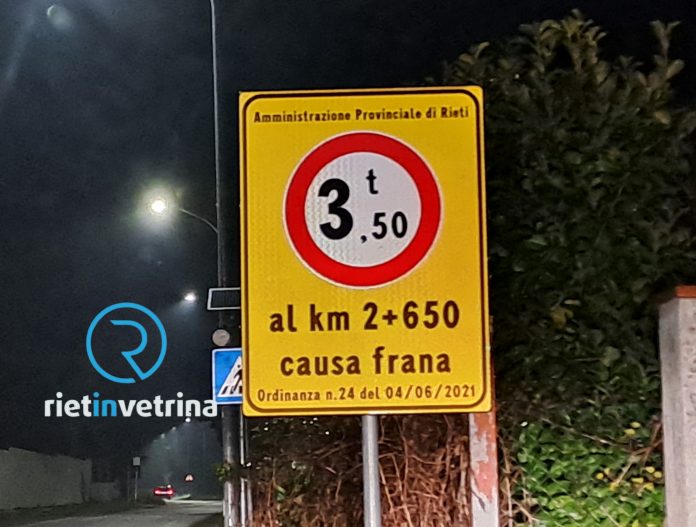 Amministrazione Provinciale di Rieti
3,50 t
al km 2+650
causa frana
Ordinanza n.24 del 04/06/2021
rietinvetrina